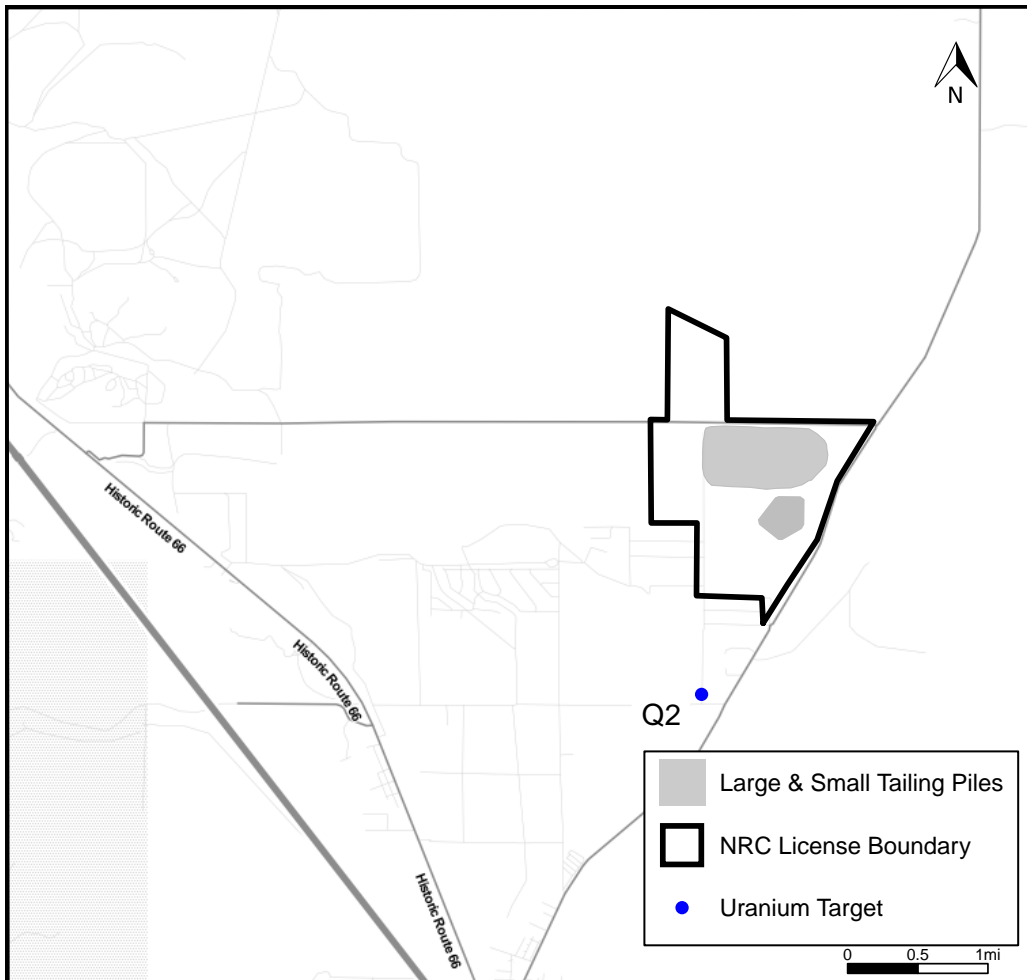 N
Historic Route 66
Historic Route 66
Q2
Large & Small Tailing Piles
NRC License Boundary
Uranium Target
Historic Route 66
0 0.5 1mi